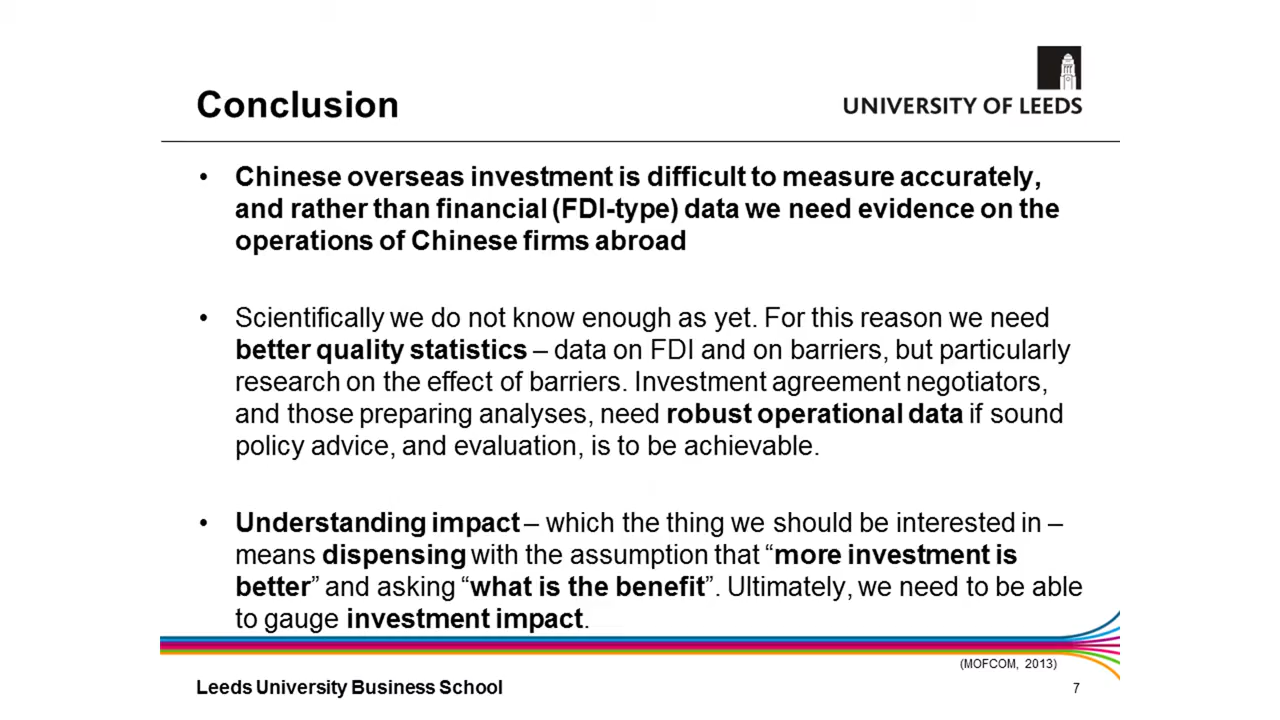 Conclusion
UNIVERSITY OF LEEDS
• Chinese overseas investment is difficult to measure accurately,
and rather than financial (FDI-type) data we need evidence on the
operations of Chinese firms abroad
• Scientifically we do not know enough as yet. For this reason we need
better quality statistics – data on FDI and on barriers, but particularly
research on the effect of barriers. Investment agreement negotiators,
and those preparing analyses, need robust operational data if sound
policy advice, and evaluation, is to be achievable.
• Understanding impact – which the thing we should be interested in –
means dispensing with the assumption that “more investment is
better” and asking “what is the benefit”. Ultimately, we need to be able
to gauge investment impact.
(MOFCOM, 2013)
Leeds University Business School
7